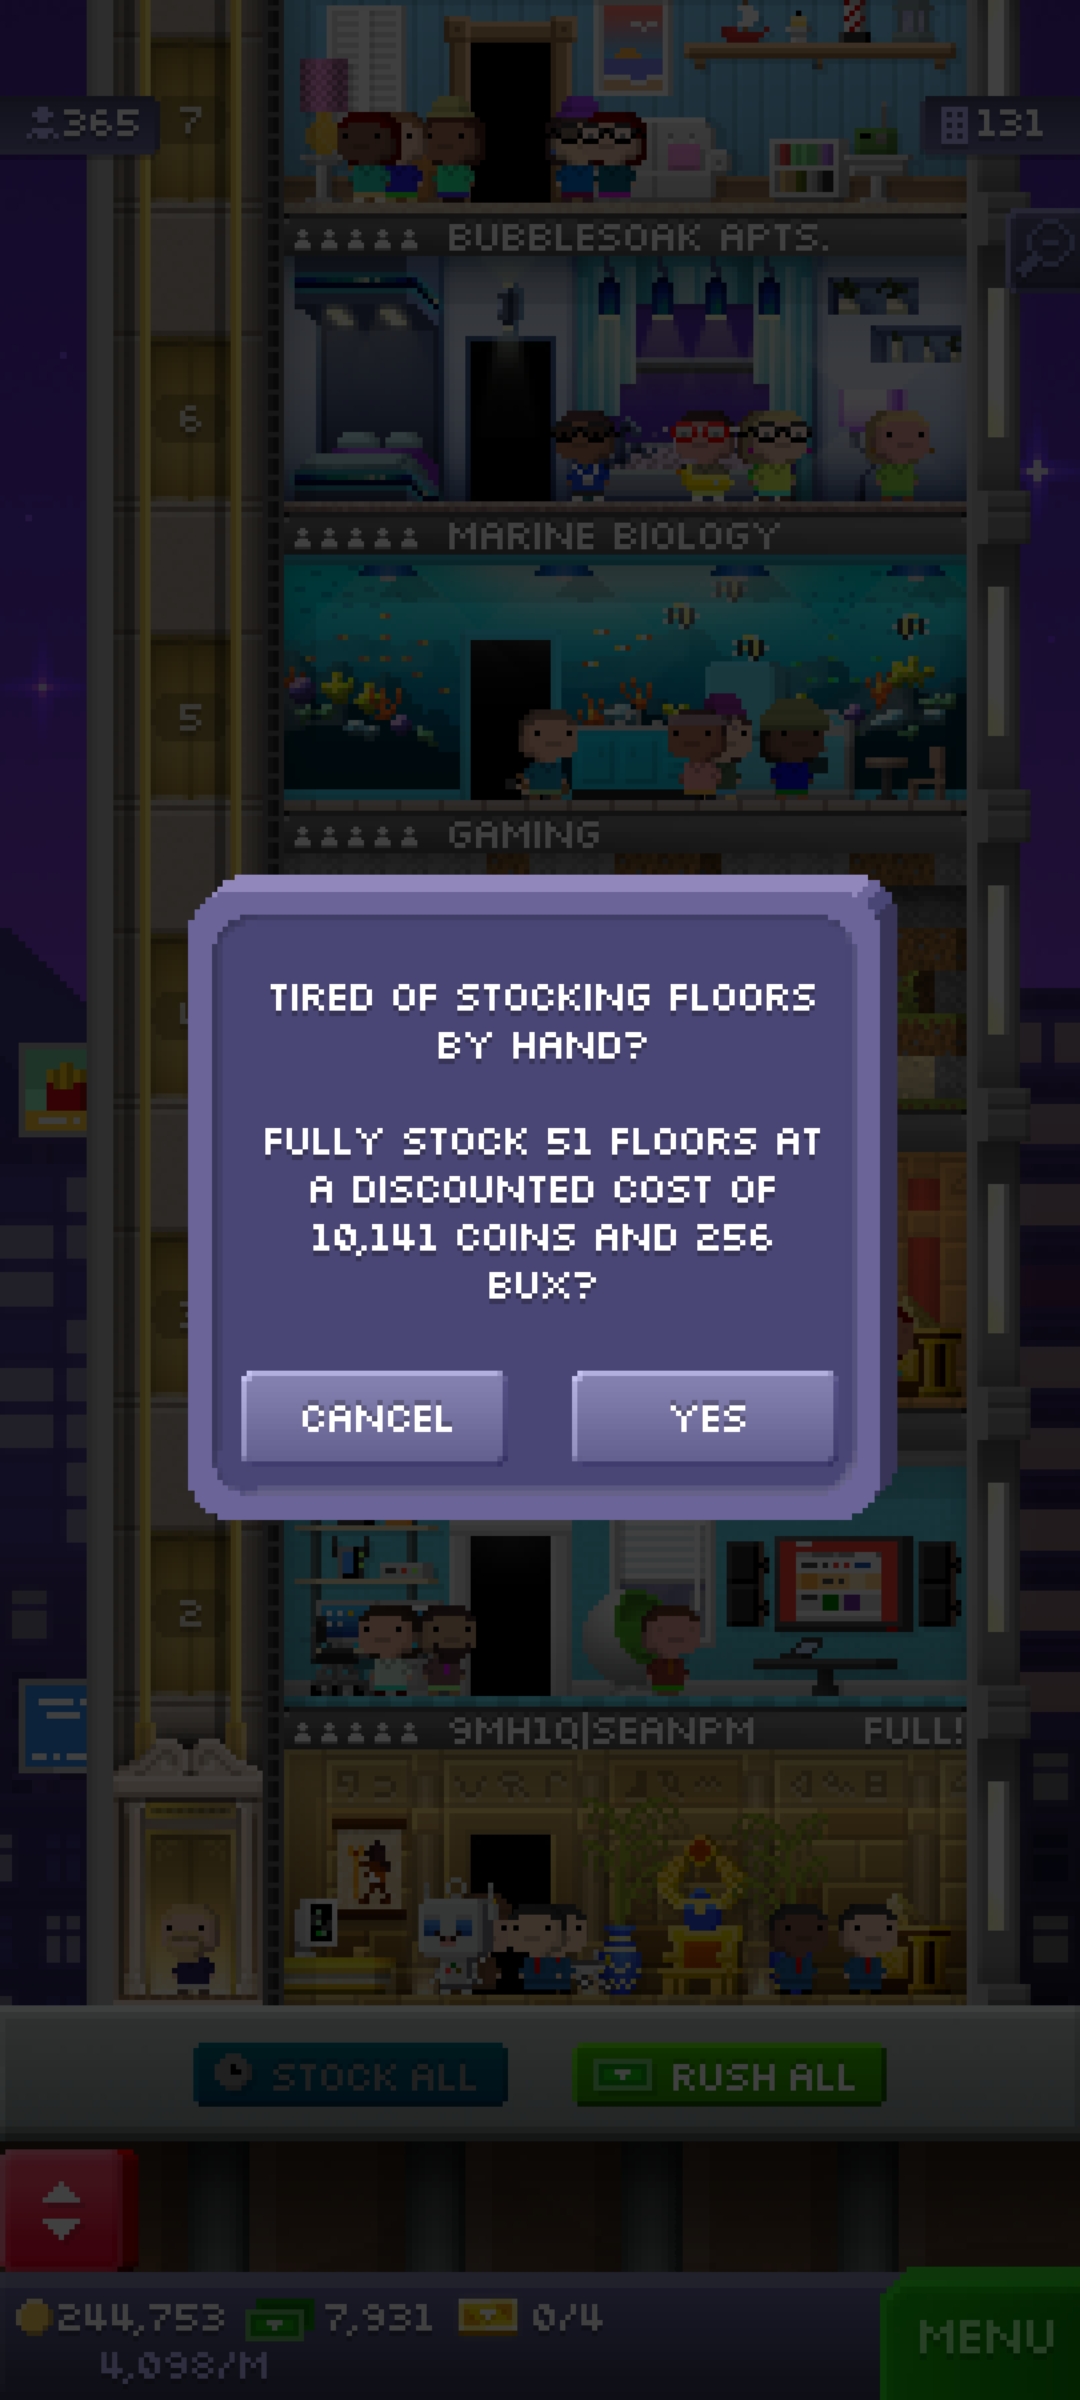 365
7
131
BUBBLESOAK APTS.
6
MARINE BIOLOGY
5
GAMING
TIRED OF STOCKING FLOORS
BY HAND?
FULLY STOCK 51 FLOORS AT
A DISCOUNTED COST OF
10,141 COINS AND 256
BUX?
CANCEL
YES
2
9MH1Q|SEANPM
FULL!
STOCK ALL
RUSH ALL
244,753
7,931
0/4
4,098/M
MENU